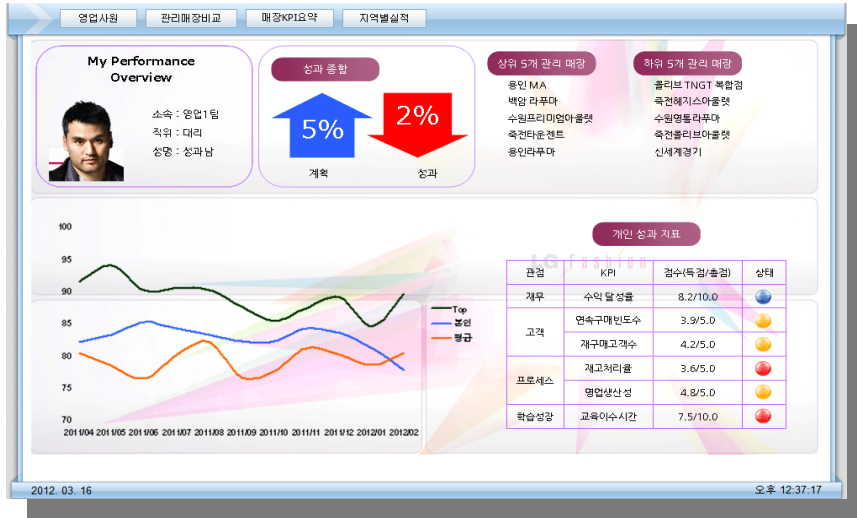 영업사원 관리매장비교 매장KPI요약 지역별실적
My Performance
Overview
소속 : 영업1팀
직위 : 대리
성명 : 성과남
성과 종합
5%
2%
계획
성과
상위 5개 관리 매장
용인 MA
백암 라푸마
수원프리미엄아울렛
죽전타운젠트
용인라푸마
하위 5개 관리 매장
콜리브 TNGT 복합점
죽전헤지스아울렛
수원영통라푸마
죽전콜리브아울렛
신세계경기
100
95
90
85
80
75
70
2011/04 2011/05 2011/06 2011/07 2011/08 2011/09 2011/10 2011/11 2011/12 2012/01 2012/02
Top
본인
평균
개인 성과 지표
LG Fashion
관점 KPI 점수(득점/총점) 상태
재무 수익 달성률 8.2/10.0
고객 연속구매빈도수 3.9/5.0
재구매고객수 4.2/5.0
프로세스 재고처리율 3.6/5.0
영업생산성 4.8/5.0
학습성장 교육이수시간 7.5/10.0
2012. 03. 16
오후 12:37:17